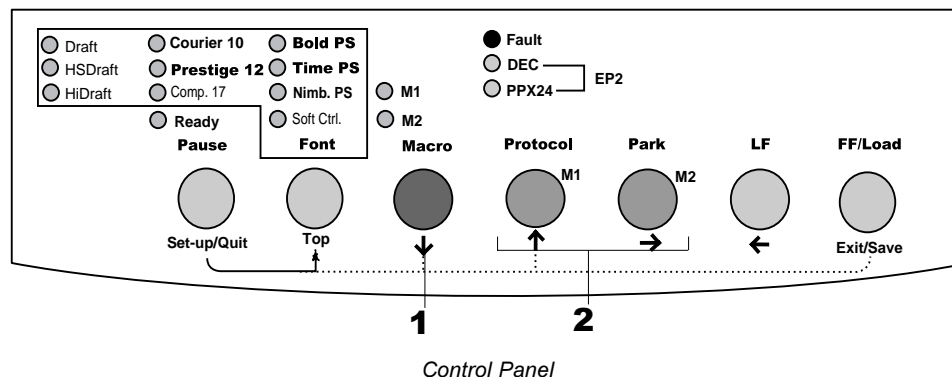 Draft Courier 10 Bold PS Fault
HSDraft Prestige 12 Time PS DEC EP2
HiDraft Comp. 17 Nimb. PS M1 PPX24
Ready Soft Ctrl. M2
Pause Font Macro Protocol Park LF FF/Load
M1 M2
Set-up/Quit Top Exit/Save
1 2
Control Panel